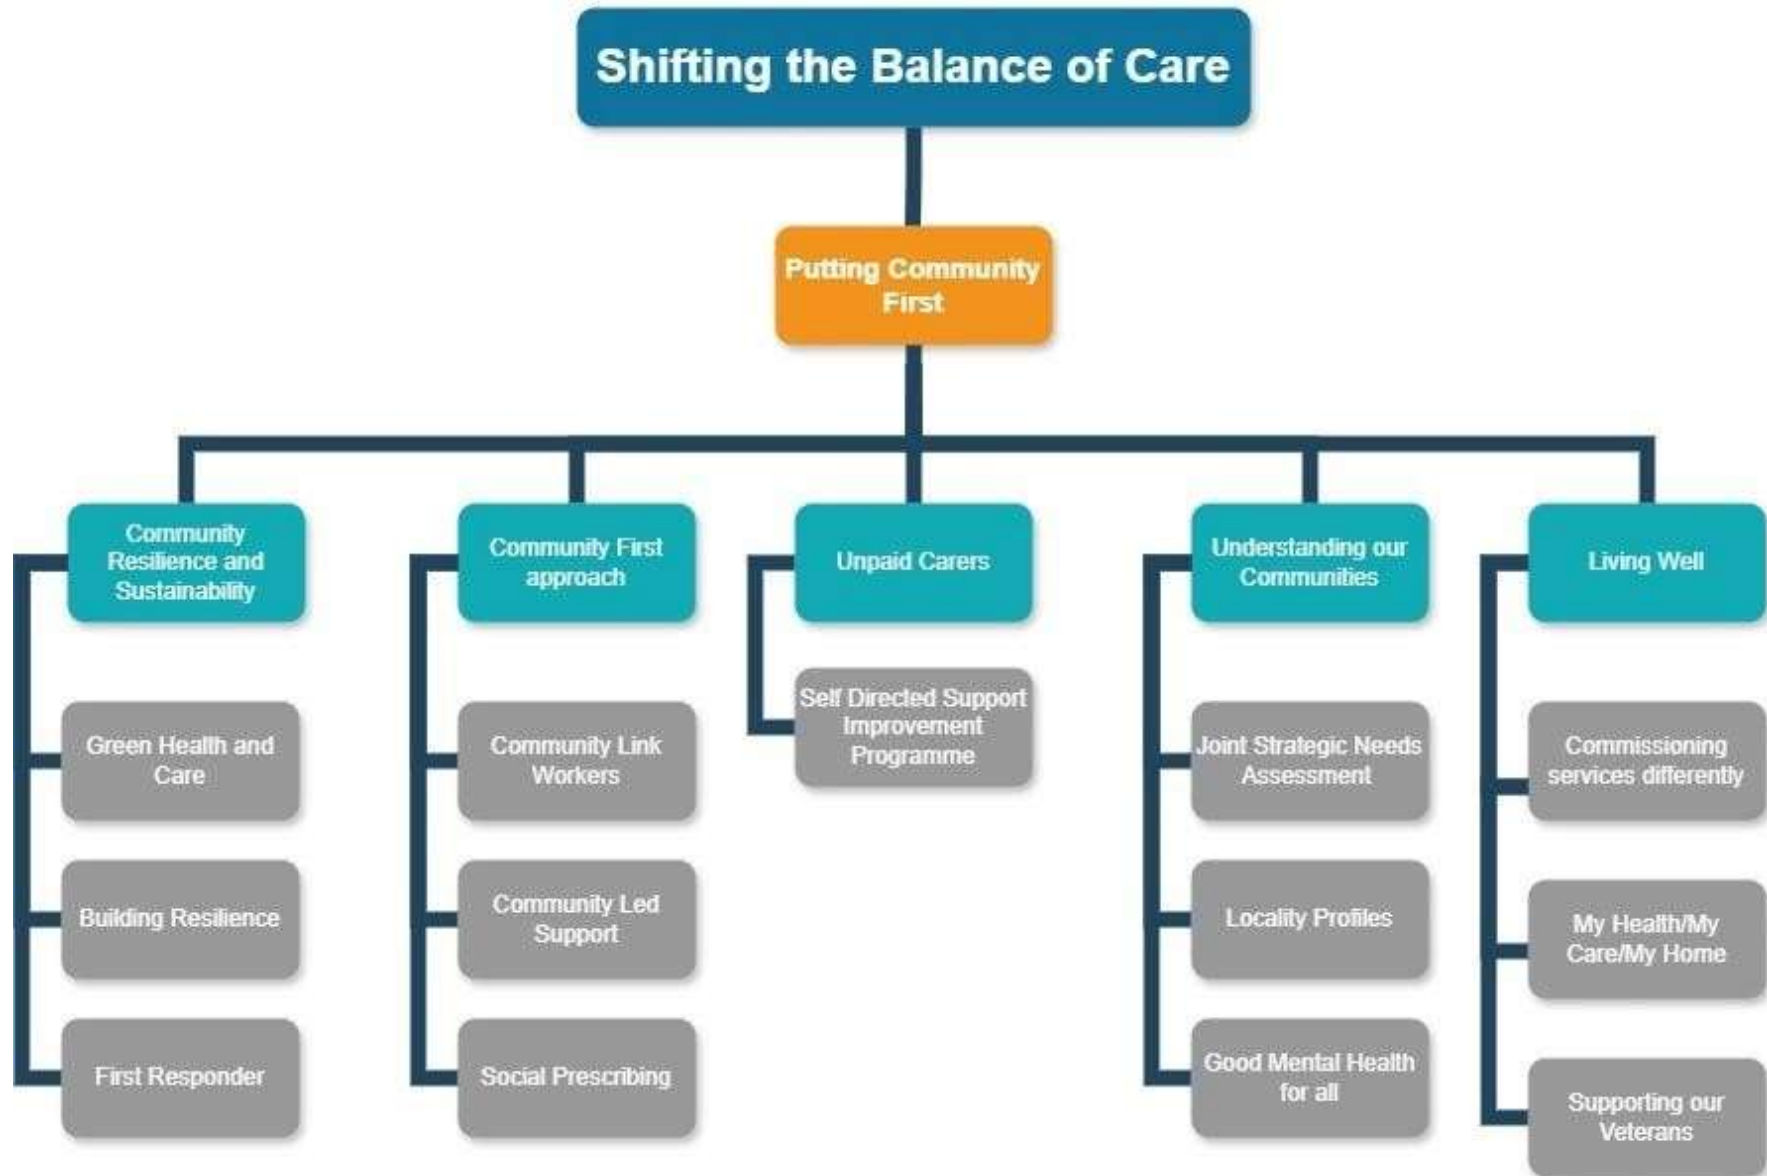 Shifting the Balance of Care
Putting Community
First
Community
Resilience and
Sustainability
Green Health and
Care
Building Resilience
First Responder
Community First
approach
Community Link
Workers
Community Led
Support
Social Prescribing
Unpaid Carers
Self Directed Support
Improvement
Programme
Understanding our
Communities
Joint Strategic Needs
Assessment
Locality Profiles
Good Mental Health
for all
Living Well
Commissioning
services differently
My Health/My
Care/My Home
Supporting our
Veterans